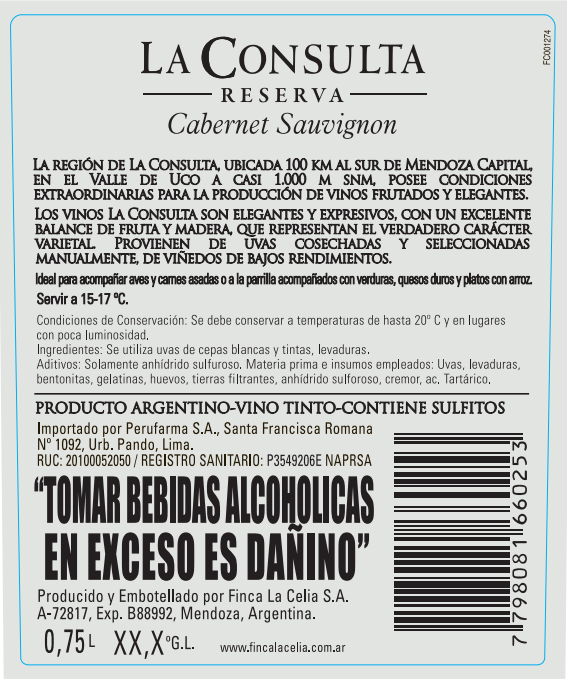 FC001274
LA CONSULTA
RESERVA
Cabernet Sauvignon
LA REGIÓN DE LA CONSULTA, UBICADA 100 KM AL SUR DE MENDOZA CAPITAL,
EN EL VALLE DE UCO A CASI 1.000 M SNM, POSEE CONDICIONES
EXTRAORDINARIAS PARA LA PRODUCCIÓN DE VINOS FRUTADOS Y ELEGANTES.
LOS VINOS LA CONSULTA SON ELEGANTES Y EXPRESIVOS, CON UN EXCELENTE
BALANCE DE FRUTA Y MADERA, QUE REPRESENTAN EL VERDADERO CARÁCTER
VARIETAL. PROVIENEN DE UVAS COSECHADAS Y SELECCIONADAS
MANUALMENTE, DE VIÑEDOS DE BAJOS RENDIMIENTOS.
Ideal para acompañar aves y carnes asadas o a la parrilla acompañados con verduras, quesos duros y platos con arroz.
Servir a 15-17 ºC.
Condiciones de Conservación: Se debe conservar a temperaturas de hasta 20º C y en lugares
con poca luminosidad.
Ingredientes: Se utiliza uvas de cepas blancas y tintas, levaduras.
Aditivos: Solamente anhídrido sulfuroso. Materia prima e insumos empleados: Uvas, levaduras,
bentonitas, gelatinas, huevos, tierras filtrantes, anhídrido sulforoso, cremor, ac. Tartárico.
PRODUCTO ARGENTINO-VINO TINTO-CONTIENE SULFITOS
Importado por Perufarma S.A., Santa Francisca Romana
Nº 1092, Urb. Pando, Lima.
RUC: 20100052050 / REGISTRO SANITARIO: P3549206E NAPRSA
“TOMAR BEBIDAS ALCOHOLICAS
EN EXCESO ES DAÑINO”
Producido y Embotellado por Finca La Celia S.A.
A-72817, Exp. B88992, Mendoza, Argentina.
0,75 L XX,X ºG.L. www.fincalacelia.com.ar
7 798081 660253